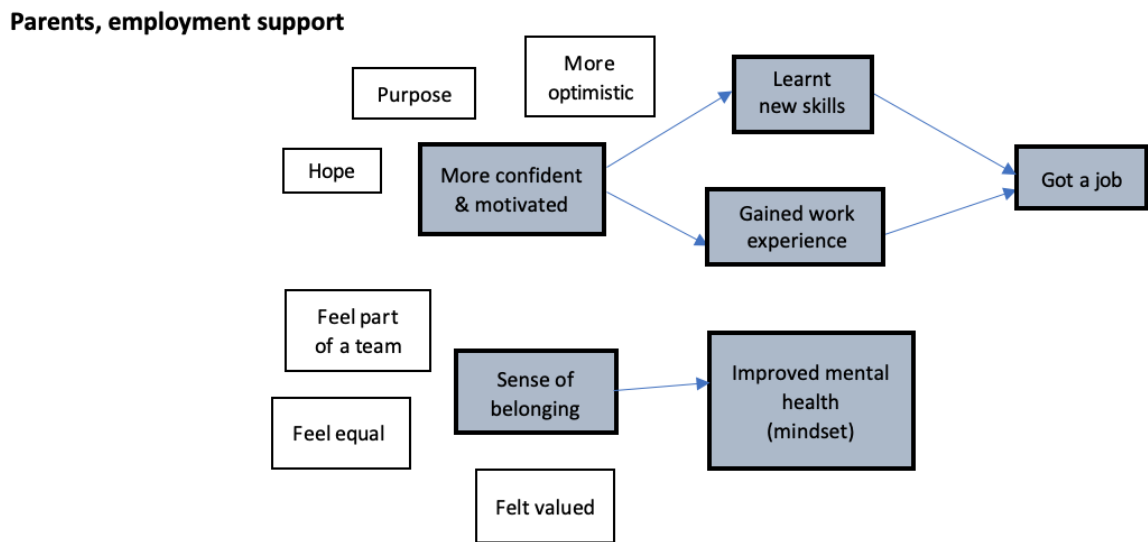 Parents, employment support
More
optimistic
Purpose
Learnt
new skills
Hope
More confident
& motivated
Got a job
Gained work
experience
Feel part
of a team
Sense of
belonging
Improved mental
health
(mindset)
Feel equal
Felt valued